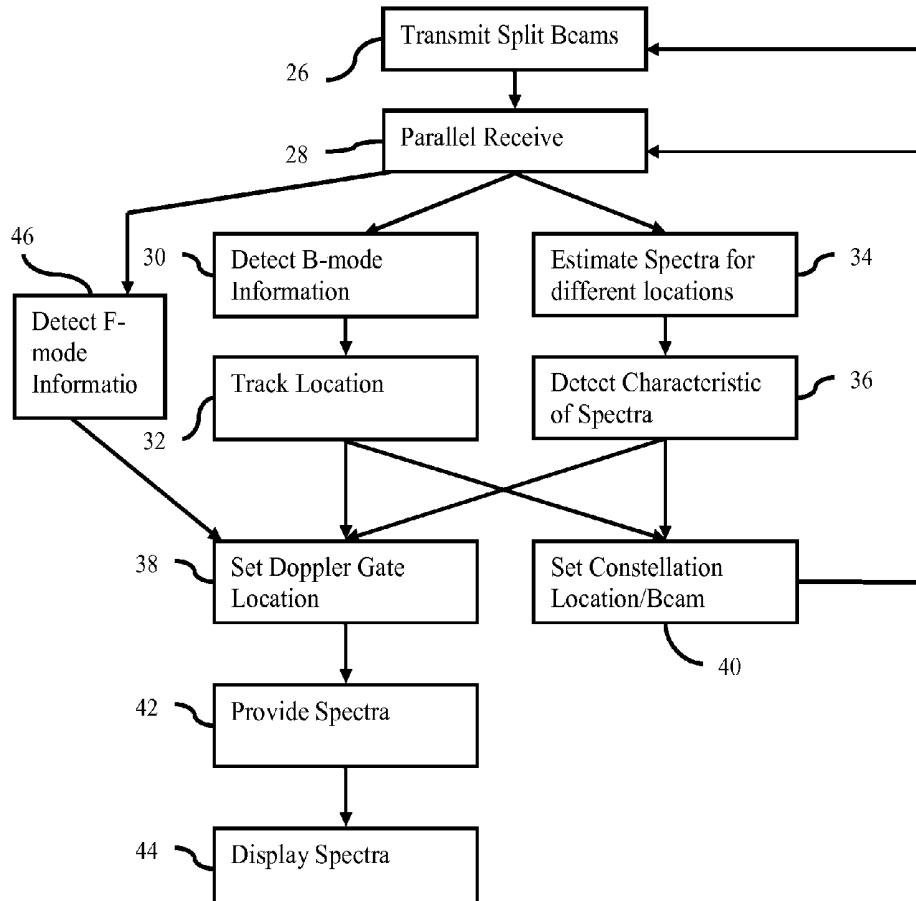 Transmit Split Beams
26
Parallel Receive
28
46
30
Detect B-mode
Information
Estimate Spectra for
different locations
34
Detect F-
mode
Informatio
Track Location
32
Detect Characteristic
of Spectra
36
38
Set Doppler Gate
Location
Set Constellation
Location/Beam
40
42
Provide Spectra
44
Display Spectra